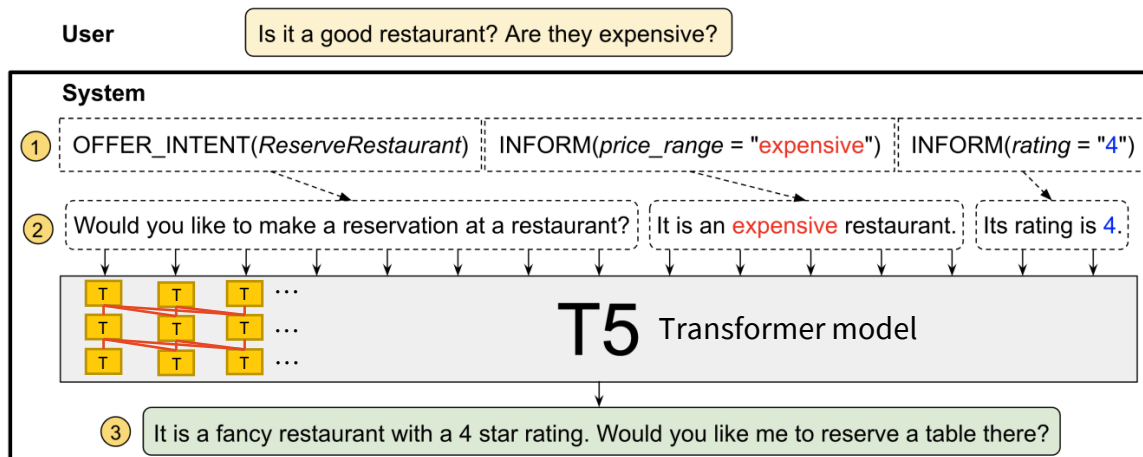 User
Is it a good restaurant? Are they expensive?
System
1
OFFER_INTENT(ReserveRestaurant)
INFORM(price_range = "expensive")
INFORM(rating = "4")
2
Would you like to make a reservation at a restaurant?
It is an expensive restaurant.
Its rating is 4.
T T T ...
T T T ...
T T T ...
T5 Transformer model
3
It is a fancy restaurant with a 4 star rating. Would you like me to reserve a table there?